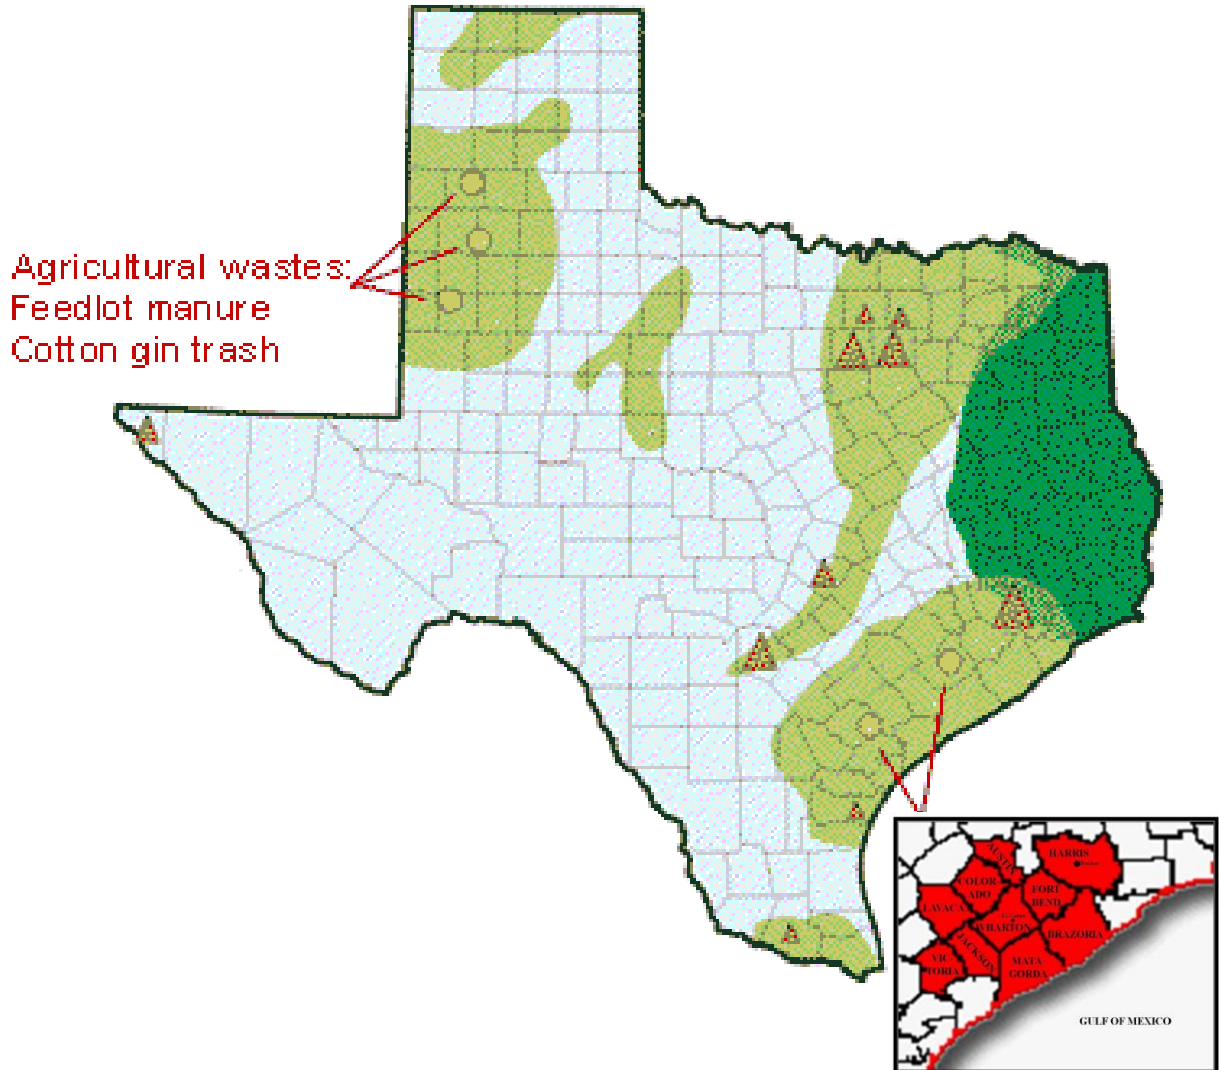 Agricultural wastes:
Feedlot manure
Cotton gin trash
AUSTIN
HARRIS
COLOR-
ADO
FORT
BEND
LAVACA
WHARTON
BRAZORIA
JACKSON
VIC-
TORIA
MATA
GORDA
GULF OF MEXICO